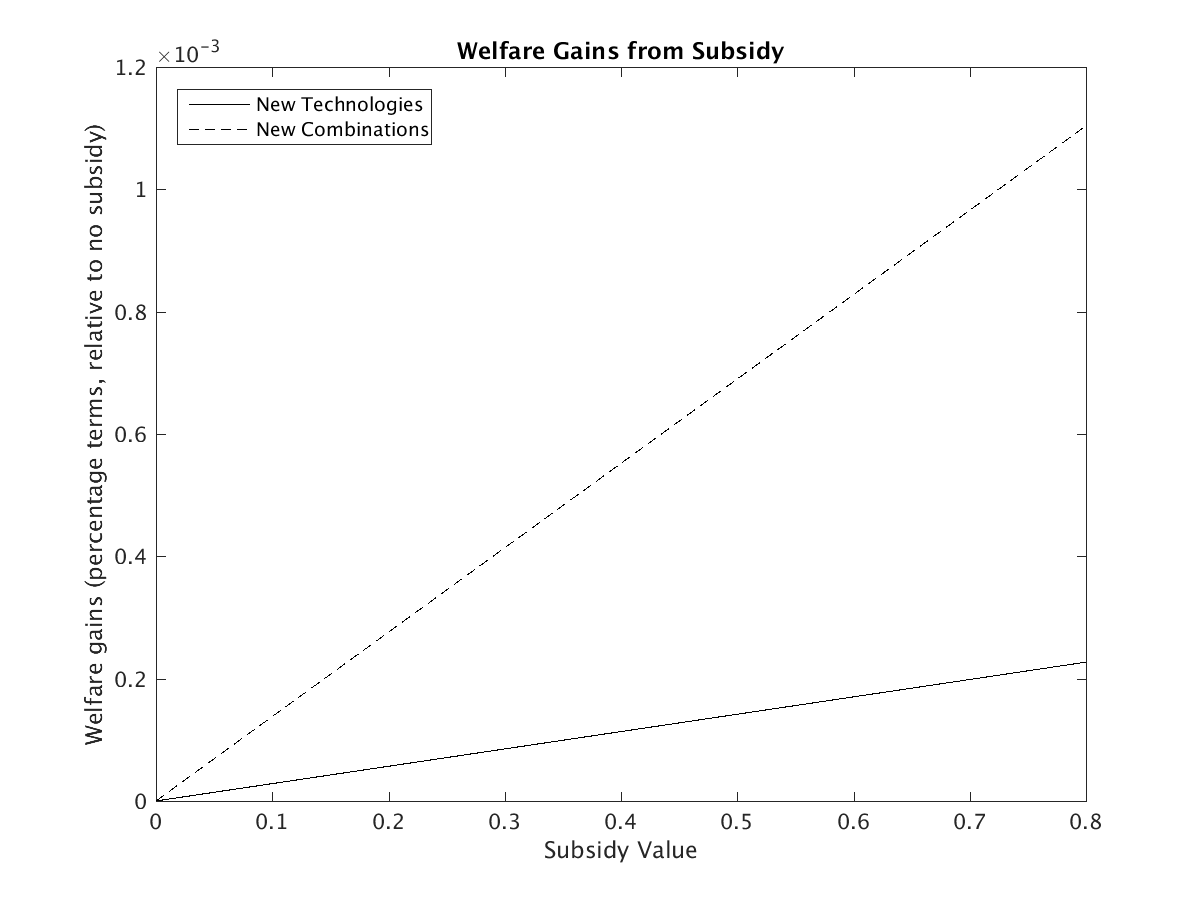 Welfare Gains from Subsidy
×10⁻³
New Technologies
New Combinations
Welfare gains (percentage terms, relative to no subsidy)
1.2
1
0.8
0.6
0.4
0.2
0
0 0.1 0.2 0.3 0.4 0.5 0.6 0.7 0.8
Subsidy Value